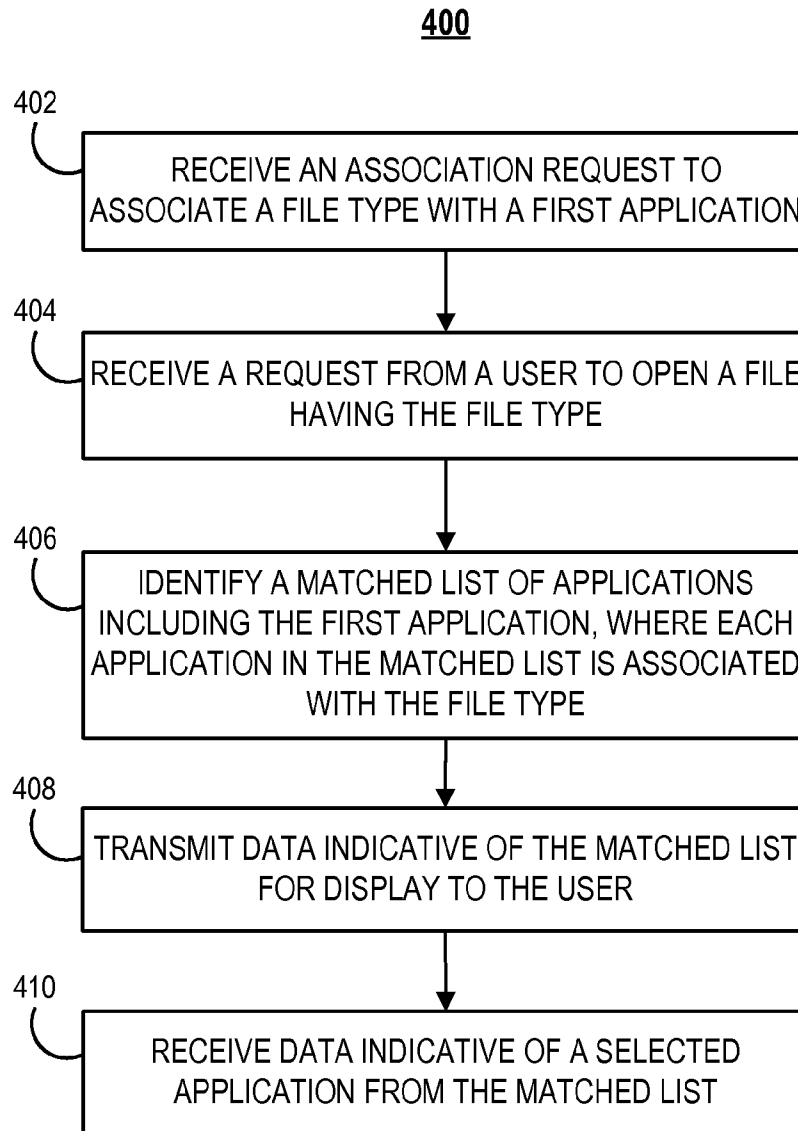 400
402
RECEIVE AN ASSOCIATION REQUEST TO
ASSOCIATE A FILE TYPE WITH A FIRST APPLICATION
404
RECEIVE A REQUEST FROM A USER TO OPEN A FILE
HAVING THE FILE TYPE
406
IDENTIFY A MATCHED LIST OF APPLICATIONS
INCLUDING THE FIRST APPLICATION, WHERE EACH
APPLICATION IN THE MATCHED LIST IS ASSOCIATED
WITH THE FILE TYPE
408
TRANSMIT DATA INDICATIVE OF THE MATCHED LIST
FOR DISPLAY TO THE USER
410
RECEIVE DATA INDICATIVE OF A SELECTED
APPLICATION FROM THE MATCHED LIST